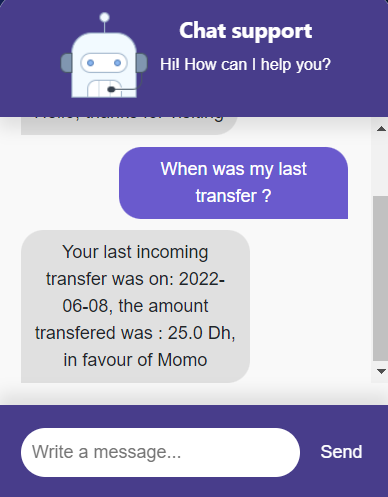 Chat support
Hi! How can I help you?
When was my last
transfer ?
Your last incoming
transfer was on: 2022-
06-08, the amount
transfered was : 25.0 Dh,
in favour of Momo
Write a message...
Send